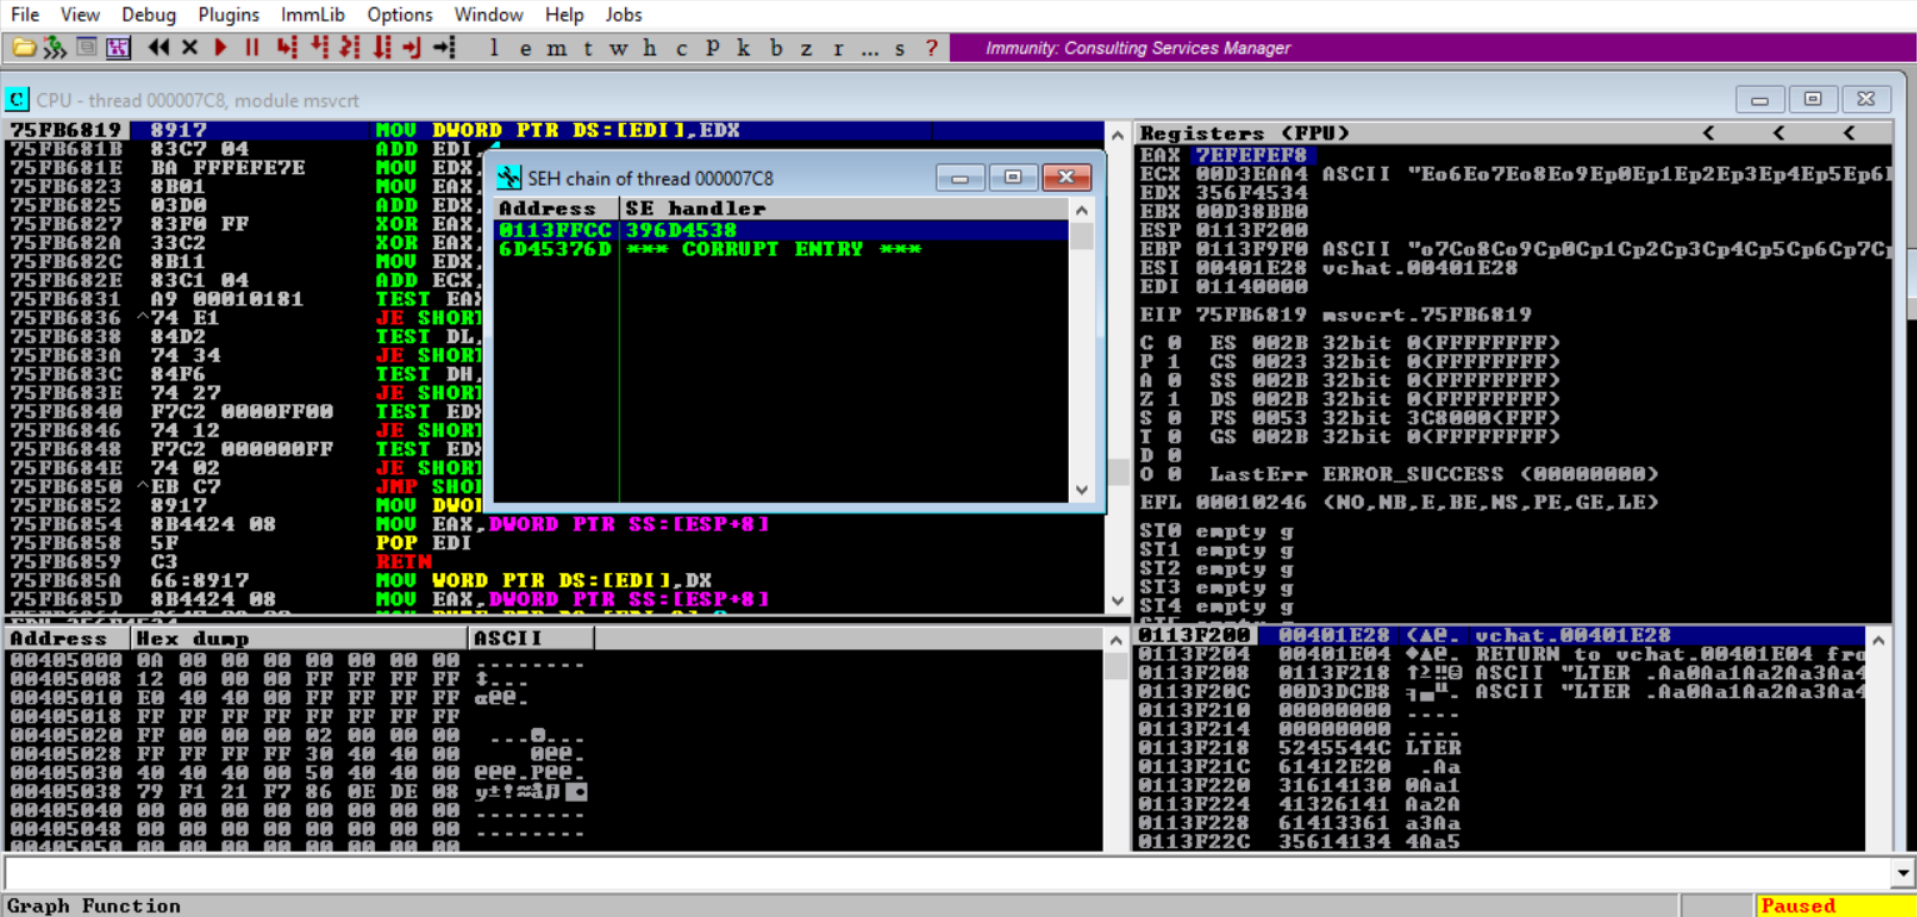 File View Debug Plugins ImmLib Options Window Help Jobs
l e m t w h c P k b z r ... s ?
Immunity: Consulting Services Manager
C CPU - thread 000007C8, module msvcrt
75FB6819 8917 MOV DWORD PTR DS:[EDI],EDX
75FB681B 83C7 04 ADD EDI,
75FB681E BA FFFEFE7E MOV EDX,
75FB6823 8B01 MOV EAX,
75FB6825 03D0 ADD EDX,
75FB6827 83F0 FF XOR EAX,
75FB682A 33C2 XOR EAX,
75FB682C 8B11 MOV EDX,
75FB682E 83C1 04 ADD ECX,
75FB6831 A9 00010181 TEST EAX
75FB6836 ^74 E1 JE SHORT
75FB6838 84D2 TEST DL,
75FB683A 74 34 JE SHORT
75FB683C 84F6 TEST DH,
75FB683E 74 27 JE SHORT
75FB6840 F7C2 0000FF00 TEST EDX
75FB6846 74 12 JE SHORT
75FB6848 F7C2 000000FF TEST EDX
75FB684E 74 02 JE SHORT
75FB6850 ^EB C7 JMP SHO
75FB6852 8917 MOV DWO
75FB6854 8B4424 08 MOV EAX,DWORD PTR SS:[ESP+8]
75FB6858 5F POP EDI
75FB6859 C3 RETN
75FB685A 66:8917 MOV WORD PTR DS:[EDI],DX
75FB685D 8B4424 08 MOV EAX,DWORD PTR SS:[ESP+8]
SEH chain of thread 000007C8
Address SE handler
0113FFCC 396D4538
6D45376D *** CORRUPT ENTRY ***
Registers (FPU) < < <
EAX 7EFEFEF8
ECX 00D3EAA4 ASCII "Eo6Eo7Eo8Eo9Ep0Ep1Ep2Ep3Ep4Ep5Ep6
EDX 356F4534
EBX 00D38BB0
ESP 0113F200
EBP 0113F9F0 ASCII "o7Co8Co9Cp0Cp1Cp2Cp3Cp4Cp5Cp6Cp7Cp
ESI 00401E28 vchat.00401E28
EDI 01140000
EIP 75FB6819 msvcrt.75FB6819
C 0 ES 002B 32bit 0(FFFFFFFF)
P 1 CS 0023 32bit 0(FFFFFFFF)
A 0 SS 002B 32bit 0(FFFFFFFF)
Z 1 DS 002B 32bit 0(FFFFFFFF)
S 0 FS 0053 32bit 3C8000(FFF)
T 0 GS 002B 32bit 0(FFFFFFFF)
D 0
O 0 LastErr ERROR_SUCCESS (00000000)
EFL 00010246 (NO,NB,E,BE,NS,PE,GE,LE)
ST0 empty g
ST1 empty g
ST2 empty g
ST3 empty g
ST4 empty g
Address Hex dump ASCII
00405000 0A 00 00 00 00 00 00 00 ........
00405008 12 00 00 00 FF FF FF FF ↕...
00405010 E0 40 40 00 FF FF FF FF α@@.
00405018 FF FF FF FF FF FF FF FF
00405020 FF 00 00 00 02 00 00 00 ...☻...
00405028 FF FF FF FF 30 40 40 00 0@@.
00405030 40 40 40 00 50 40 40 00 @@@.P@@.
00405038 79 F1 21 F7 86 0E DE 08 y±!≈å♫▐◘
00405040 00 00 00 00 00 00 00 00 ........
00405048 00 00 00 00 00 00 00 00 ........
00405050 00 00 00 00 00 00 00 00
0113F200 00401E28 (▲@. vchat.00401E28
0113F204 00401E04 ♦▲@. RETURN to vchat.00401E04 fro
0113F208 0113F218 ↑≥‼☺ ASCII "LTER .Aa0Aa1Aa2Aa3Aa4
0113F20C 00D3DCB8 ╕▄╙. ASCII "LTER .Aa0Aa1Aa2Aa3Aa4
0113F210 00000000 ....
0113F214 00000000 ....
0113F218 5245544C LTER
0113F21C 61412E20 .Aa
0113F220 31614130 0Aa1
0113F224 41326141 Aa2A
0113F228 61413361 a3Aa
0113F22C 35614134 4Aa5
Graph Function
Paused